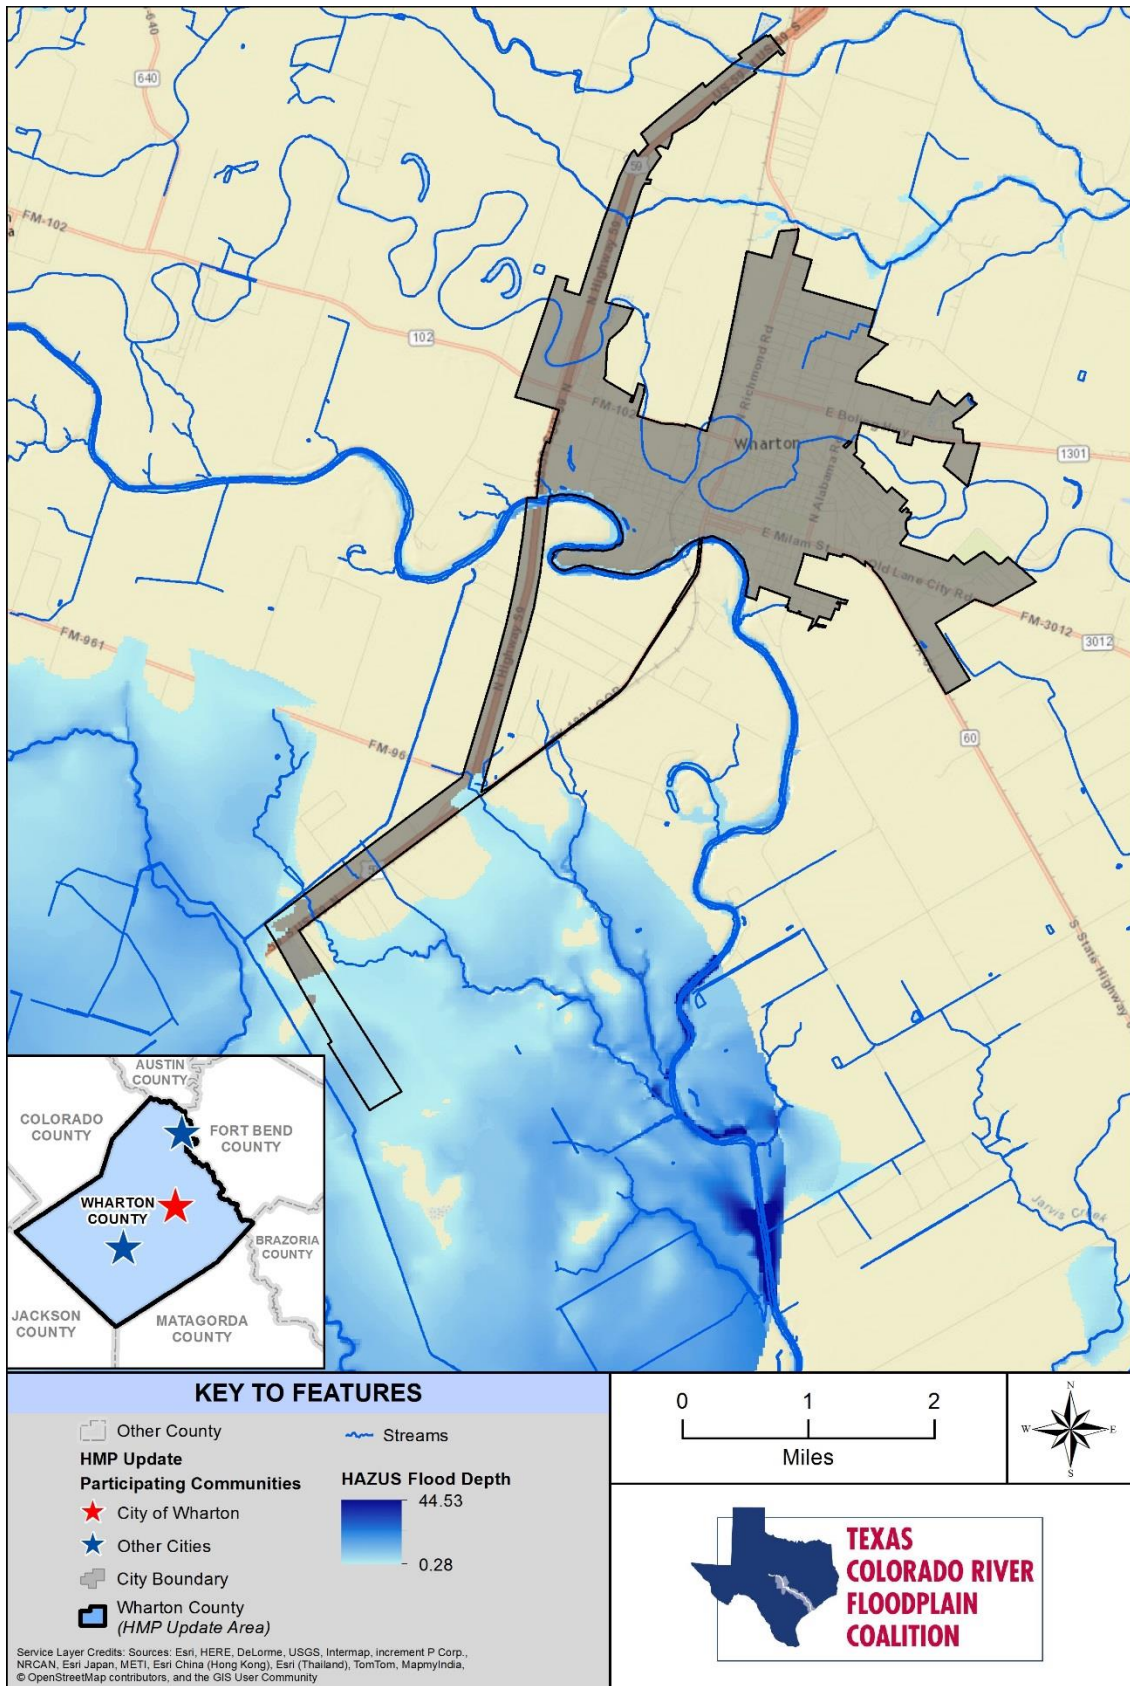 US-59 S
640
59
N Highway 59
FM-102
102
N Richmond Rd
FM-102
E Boling Hwy
Wharton
1301
N Alabama Rd
E Milam St
Old Lane City Rd
FM-3012
3012
FM-961
N Highway 59
LOOP
FM-96
60
S State Highway
Jarvis Creek
AUSTIN
COUNTY
COLORADO
COUNTY
FORT BEND
COUNTY
WHARTON
COUNTY
BRAZORIA
COUNTY
JACKSON
COUNTY
MATAGORDA
COUNTY
KEY TO FEATURES
Other County
HMP Update
Participating Communities
City of Wharton
Other Cities
City Boundary
Wharton County
(HMP Update Area)
Streams
HAZUS Flood Depth
44.53
0.28
Service Layer Credits: Sources: Esri, HERE, DeLorme, USGS, Intermap, increment P Corp.,
NRCAN, Esri Japan, METI, Esri China (Hong Kong), Esri (Thailand), TomTom, MapmyIndia,
© OpenStreetMap contributors, and the GIS User Community
0 1 2
Miles
N
W E
S
TEXAS
COLORADO RIVER
FLOODPLAIN
COALITION